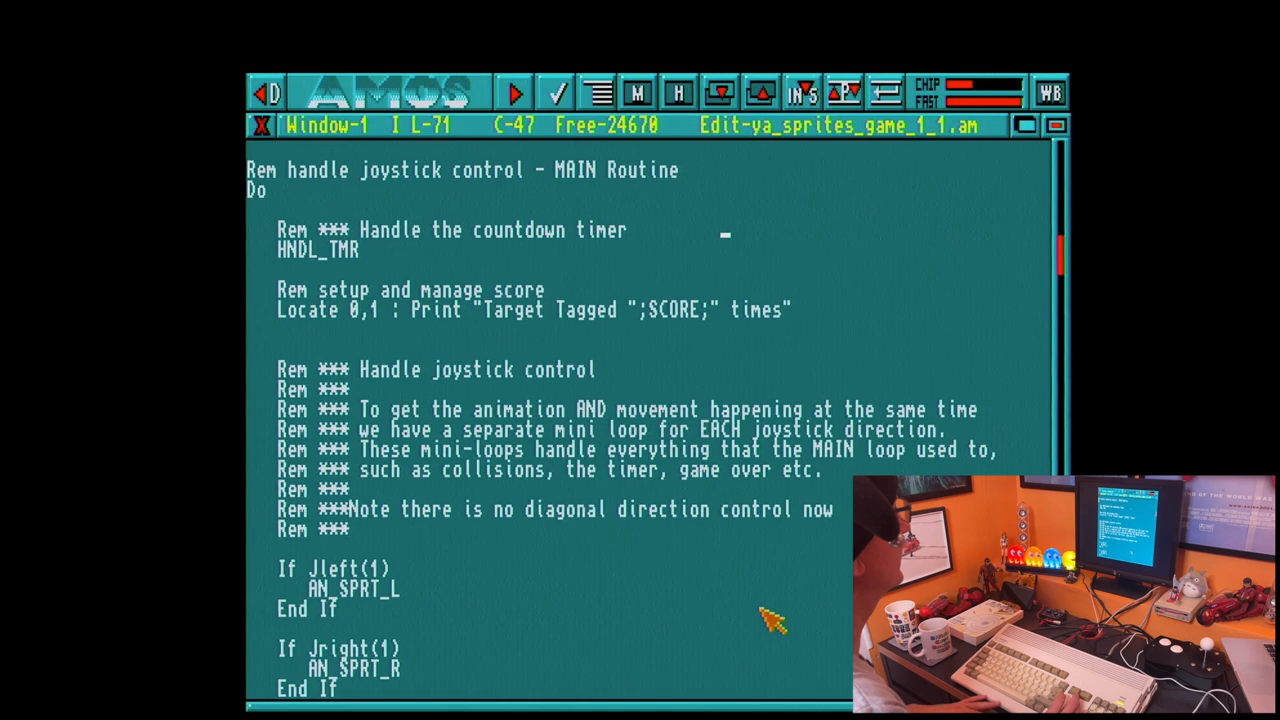 AMOS
M
H
INS
P
CHIP
FAST
WB
X Window-1 I L-71 C-47 Free-24670 Edit-ya_sprites_game_1_1.am
Rem handle joystick control - MAIN Routine
Do
Rem *** Handle the countdown timer
HNDL_TMR
Rem setup and manage score
Locate 0,1 : Print "Target Tagged ";SCORE;" times"
Rem *** Handle joystick control
Rem ***
Rem *** To get the animation AND movement happening at the same time
Rem *** we have a separate mini loop for EACH joystick direction.
Rem *** These mini-loops handle everything that the MAIN loop used to,
Rem *** such as collisions, the timer, game over etc.
Rem ***
Rem ***Note there is no diagonal direction control now
Rem ***
If Jleft(1)
AN_SPRT_L
End If
If Jright(1)
AN_SPRT_R
End If